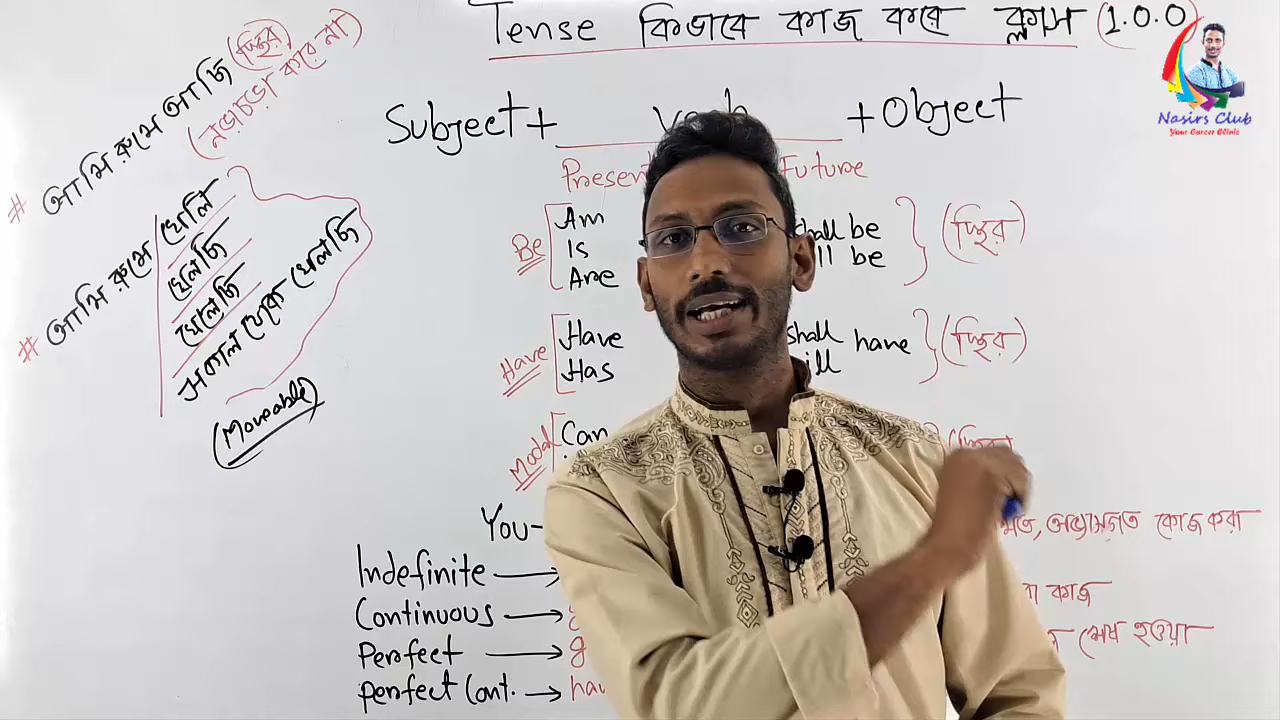 Tense কিভাবে কাজ করে ক্লাস (1.0.0)
Nasirs Club
Your Career Clinic
Subject + verb + Object
Present Future
# আমি রুমে আছি (স্থির)
(নড়াচড়া করে না)
# আমি রুমে খেলি
খেলছি
খেলেছি
সকাল থেকে খেলছি
(Moveable)
Be
Am shall be
Is will be (স্থির)
Are
Have
Have shall have
Has will (স্থির)
Modal
Can (স্থির)
You-
অভ্যাসগত কাজ করা
Indefinite →
Continuous → কাজ
Perfect → শেষ হওয়া
perfect Cont. →